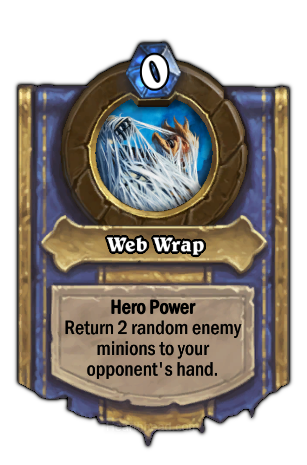 0
Web Wrap
Hero Power
Return 2 random enemy
minions to your
opponent's hand.